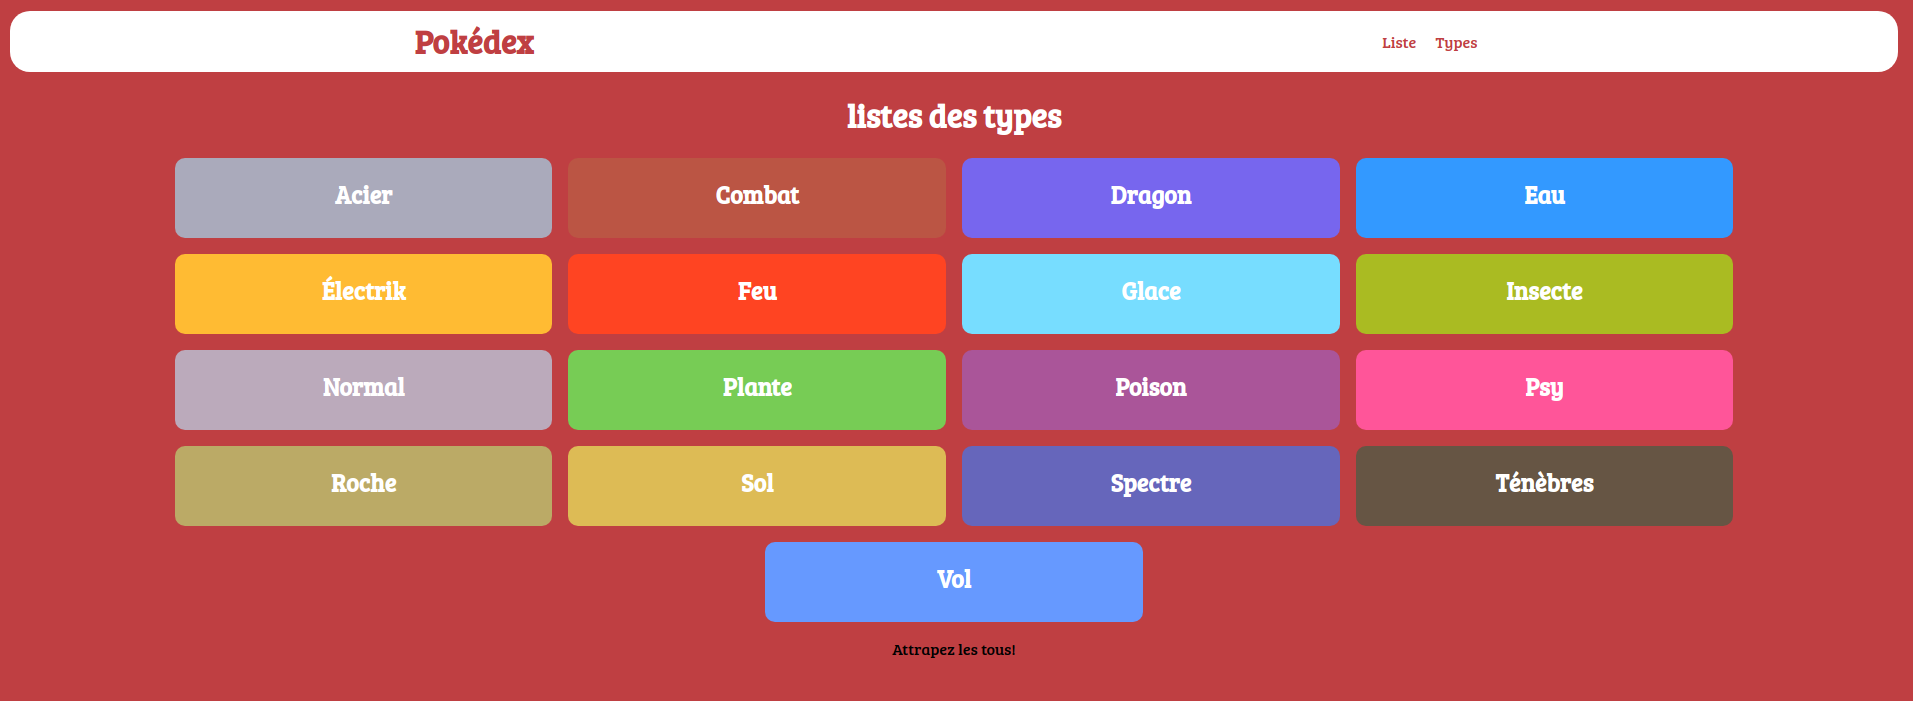 Pokédex
Liste Types
listes des types
Acier Combat Dragon Eau
Électrik Feu Glace Insecte
Normal Plante Poison Psy
Roche Sol Spectre Ténèbres
Vol
Attrapez les tous!